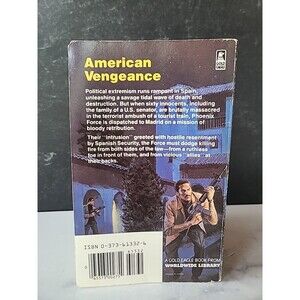 American
Vengeance
Political extremism runs rampant in Spain,
unleashing a savage tidal wave of death and
destruction. But when sixty innocents, including
the family of a U.S. senator, are brutally massacred
in the terrorist ambush of a tourist train, Phoenix
Force is dispatched to Madrid on a mission of
bloody retribution.
Their "intrusion" greeted with hostile resentment
by Spanish Security, the Force must dodge killing
fire from both sides of the law—from a ruthless
foe in front of them, and from vicious "allies" at
their backs.
ISBN 0-373-61332-6
A GOLD EAGLE BOOK FROM
WORLDWIDE LIBRARY